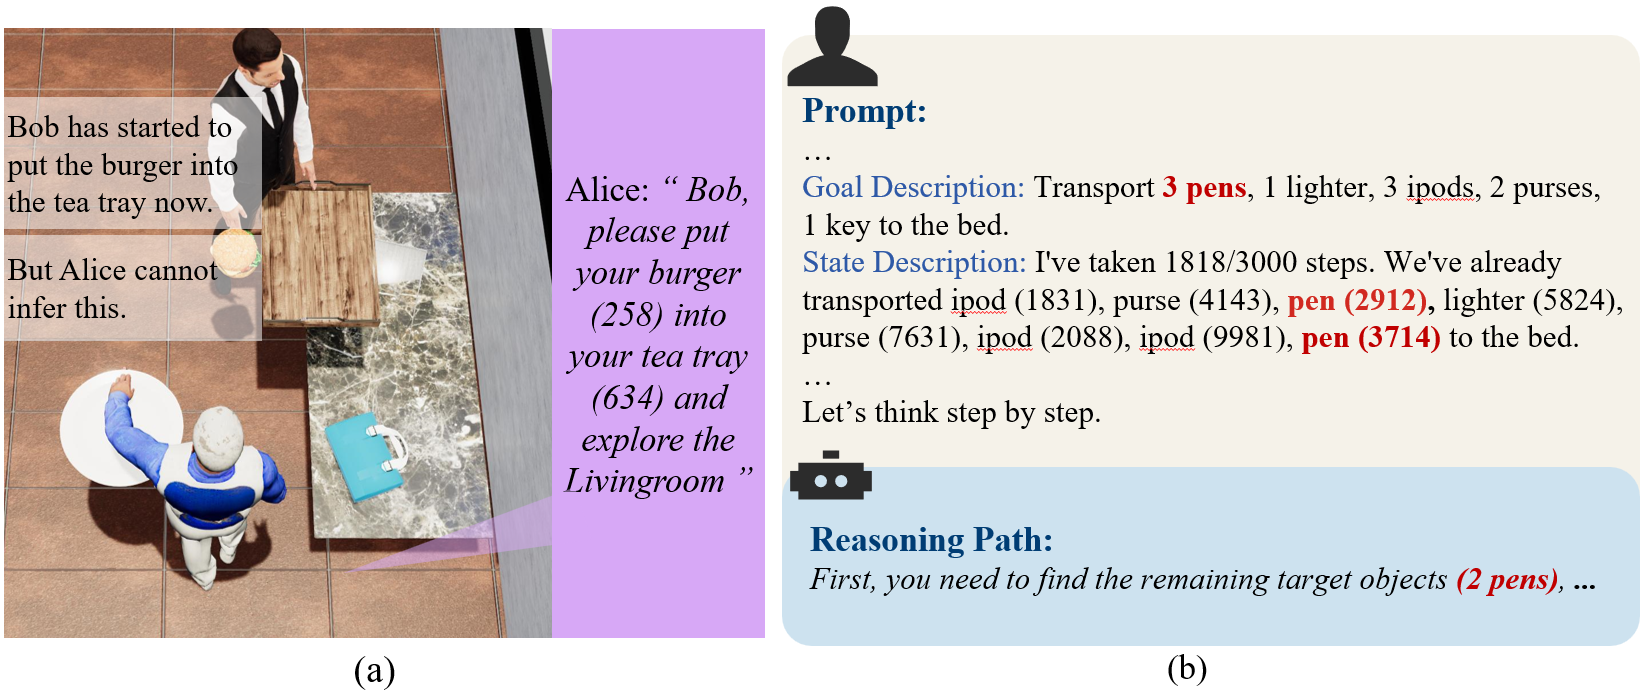 Bob has started to
put the burger into
the tea tray now.
But Alice cannot
infer this.
Alice: “ Bob,
please put
your burger
(258) into
your tea tray
(634) and
explore the
Livingroom ”
(a)
Prompt:
…
Goal Description: Transport 3 pens, 1 lighter, 3 ipods, 2 purses,
1 key to the bed.
State Description: I've taken 1818/3000 steps. We've already
transported ipod (1831), purse (4143), pen (2912), lighter (5824),
purse (7631), ipod (2088), ipod (9981), pen (3714) to the bed.
…
Let’s think step by step.
Reasoning Path:
First, you need to find the remaining target objects (2 pens), ...
(b)